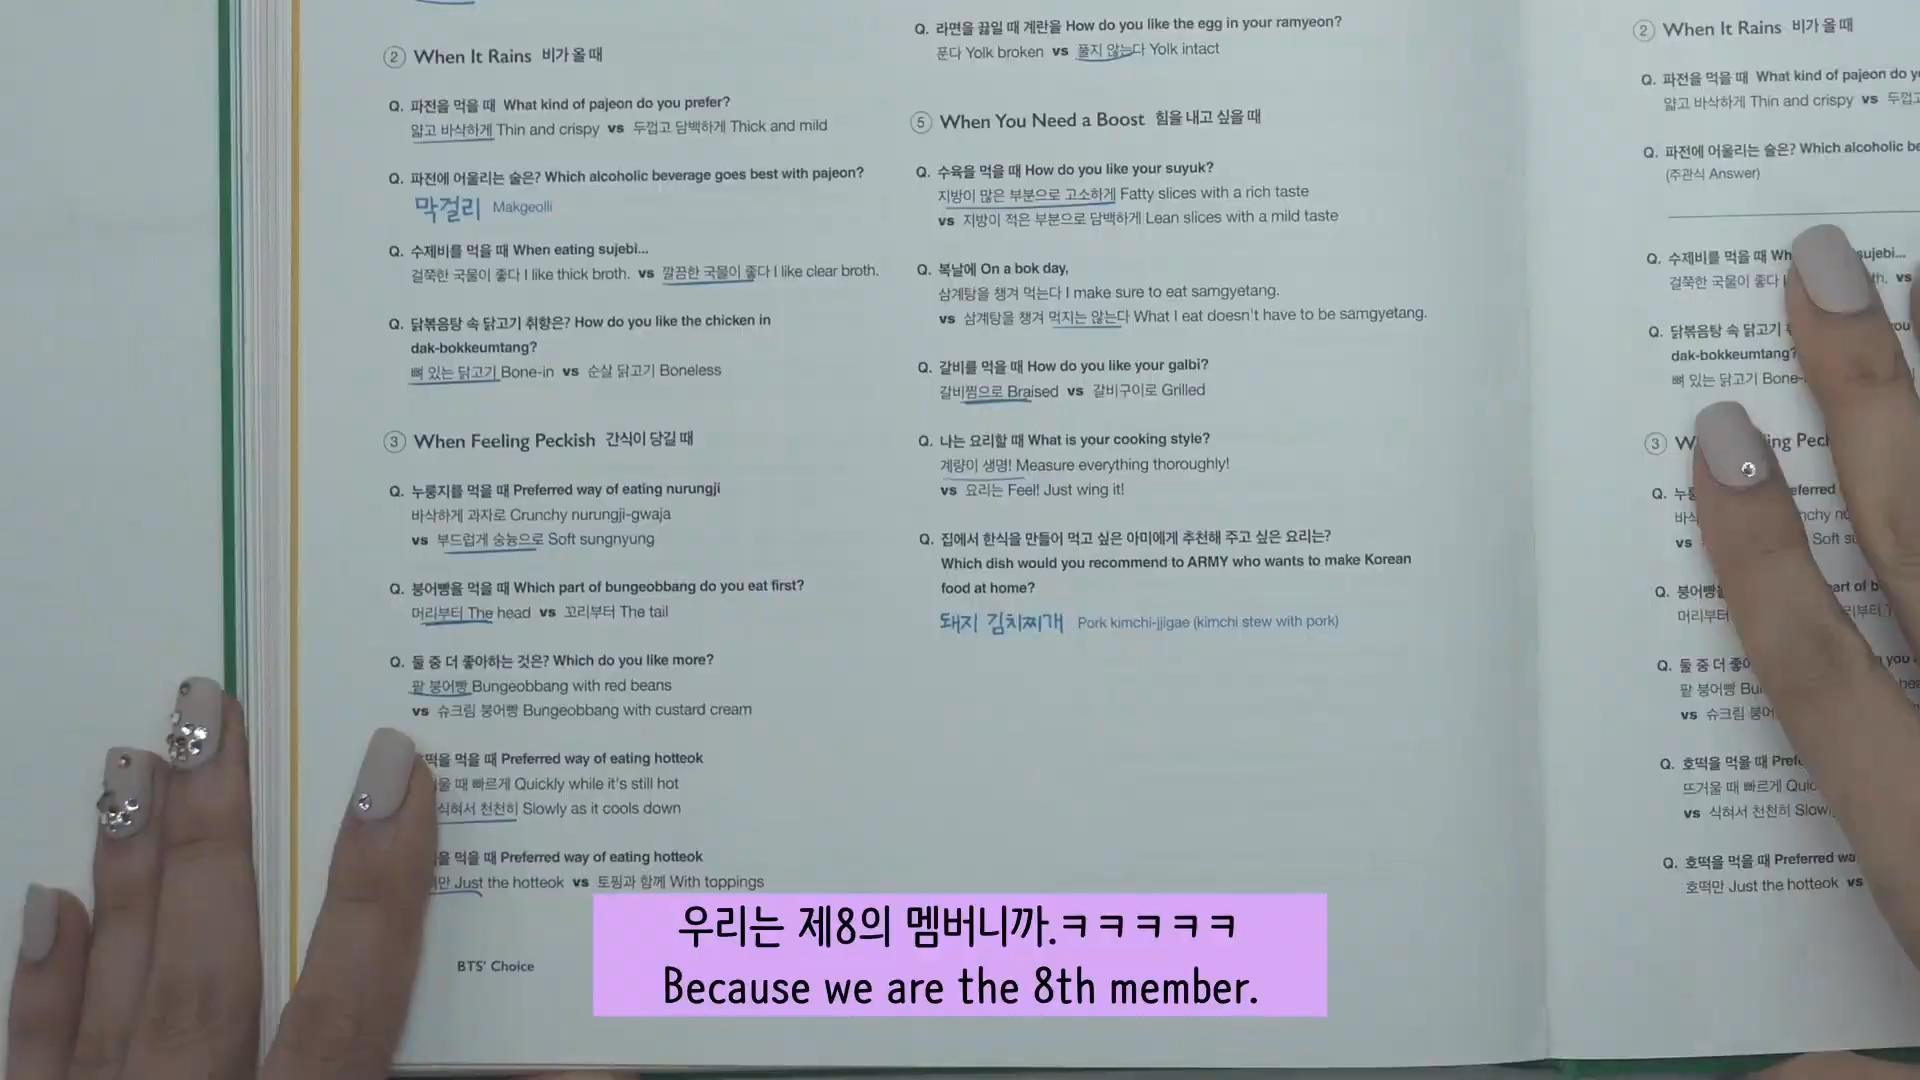 ② When It Rains 비가 올 때
Q. 파전을 먹을 때 What kind of pajeon do you prefer?
얇고 바삭하게 Thin and crispy vs 두껍고 담백하게 Thick and mild
Q. 파전에 어울리는 술은? Which alcoholic beverage goes best with pajeon?
막걸리 Makgeolli
Q. 수제비를 먹을 때 When eating sujebi...
걸쭉한 국물이 좋다 I like thick broth. vs 깔끔한 국물이 좋다 I like clear broth.
Q. 닭볶음탕 속 닭고기 취향은? How do you like the chicken in
dak-bokkeumtang?
뼈 있는 닭고기 Bone-in vs 순살 닭고기 Boneless
③ When Feeling Peckish 간식이 당길 때
Q. 누룽지를 먹을 때 Preferred way of eating nurungji
바삭하게 과자로 Crunchy nurungji-gwaja
vs 부드럽게 숭늉으로 Soft sungnyung
Q. 붕어빵을 먹을 때 Which part of bungeobbang do you eat first?
머리부터 The head vs 꼬리부터 The tail
Q. 둘 중 더 좋아하는 것은? Which do you like more?
팥 붕어빵 Bungeobbang with red beans
vs 슈크림 붕어빵 Bungeobbang with custard cream
떡을 먹을 때 Preferred way of eating hotteok
울 때 빠르게 Quickly while it's still hot
식혀서 천천히 Slowly as it cools down
을 먹을 때 Preferred way of eating hotteok
만 Just the hotteok vs 토핑과 함께 With toppings
BTS' Choice
Q. 라면을 끓일 때 계란을 How do you like the egg in your ramyeon?
푼다 Yolk broken vs 풀지 않는다 Yolk intact
⑤ When You Need a Boost 힘을 내고 싶을 때
Q. 수육을 먹을 때 How do you like your suyuk?
지방이 많은 부분으로 고소하게 Fatty slices with a rich taste
vs 지방이 적은 부분으로 담백하게 Lean slices with a mild taste
Q. 복날에 On a bok day,
삼계탕을 챙겨 먹는다 I make sure to eat samgyetang.
vs 삼계탕을 챙겨 먹지는 않는다 What I eat doesn't have to be samgyetang.
Q. 갈비를 먹을 때 How do you like your galbi?
갈비찜으로 Braised vs 갈비구이로 Grilled
Q. 나는 요리할 때 What is your cooking style?
계량이 생명! Measure everything thoroughly!
vs 요리는 Feel! Just wing it!
Q. 집에서 한식을 만들어 먹고 싶은 아미에게 추천해 주고 싶은 요리는?
Which dish would you recommend to ARMY who wants to make Korean
food at home?
돼지 김치찌개 Pork kimchi-jjigae (kimchi stew with pork)
② When It Rains 비가 올 때
Q. 파전을 먹을 때 What kind of pajeon do
얇고 바삭하게 Thin and crispy vs
Q. 파전에 어울리는 술은? Which alcoholic
(주관식 Answer)
Q. 수제비를 먹을 때 sujebi...
걸쭉한 국물이 좋다 vs
Q. 닭볶음탕 속 닭고기
dak-bokkeumtang?
뼈 있는 닭고기
③
Q.
vs Soft
Q.
머리부터
Q. 둘 중 더
팥 붕어빵
vs 슈크림
Q. 호떡을 먹을 때
뜨거울 때 빠르게
vs 식혀서 천천히
Q. 호떡을 먹을 때 Preferred
호떡만 Just the hotteok vs
우리는 제8의 멤버니까.ㅋㅋㅋㅋㅋ
Because we are the 8th member.